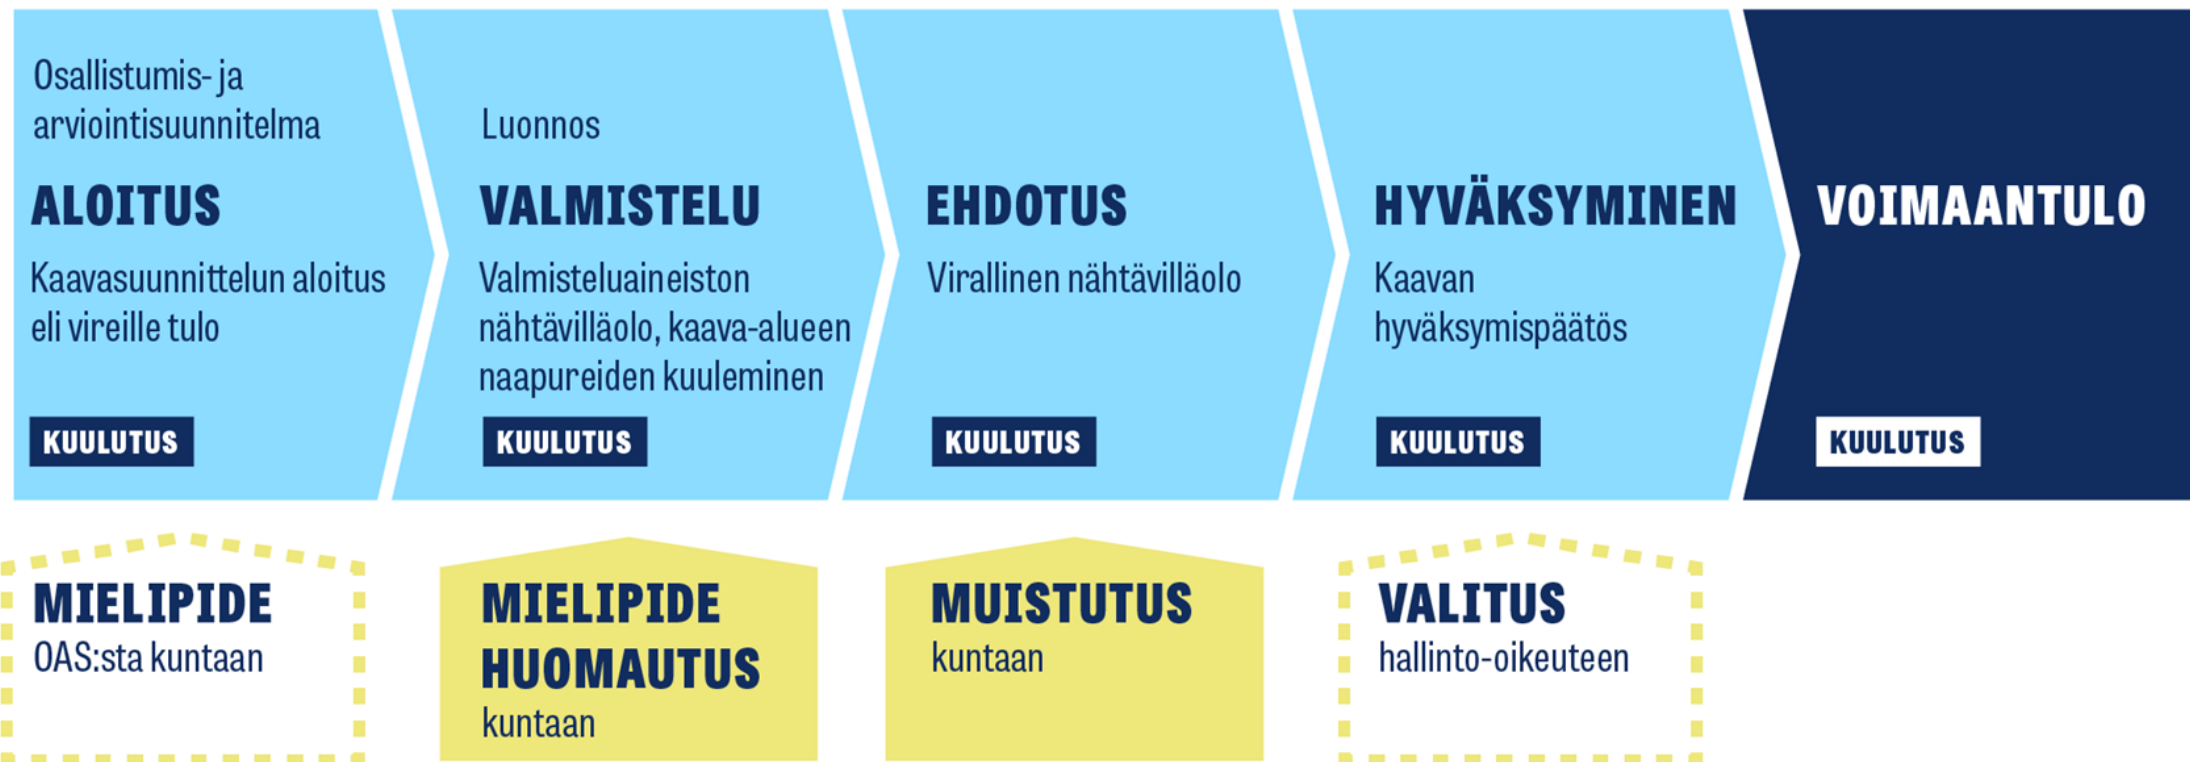 Osallistumis- ja
arviointisuunnitelma
ALOITUS
Kaavasuunnittelun aloitus
eli vireille tulo
KUULUTUS
Luonnos
VALMISTELU
Valmisteluaineiston
nähtävilläolo, kaava-alueen
naapureiden kuuleminen
KUULUTUS
EHDOTUS
Virallinen nähtävilläolo
KUULUTUS
HYVÄKSYMINEN
Kaavan
hyväksymispäätös
KUULUTUS
VOIMAANTULO
KUULUTUS
MIELIPIDE
OAS:sta kuntaan
MIELIPIDE
HUOMAUTUS
kuntaan
MUISTUTUS
kuntaan
VALITUS
hallinto-oikeuteen